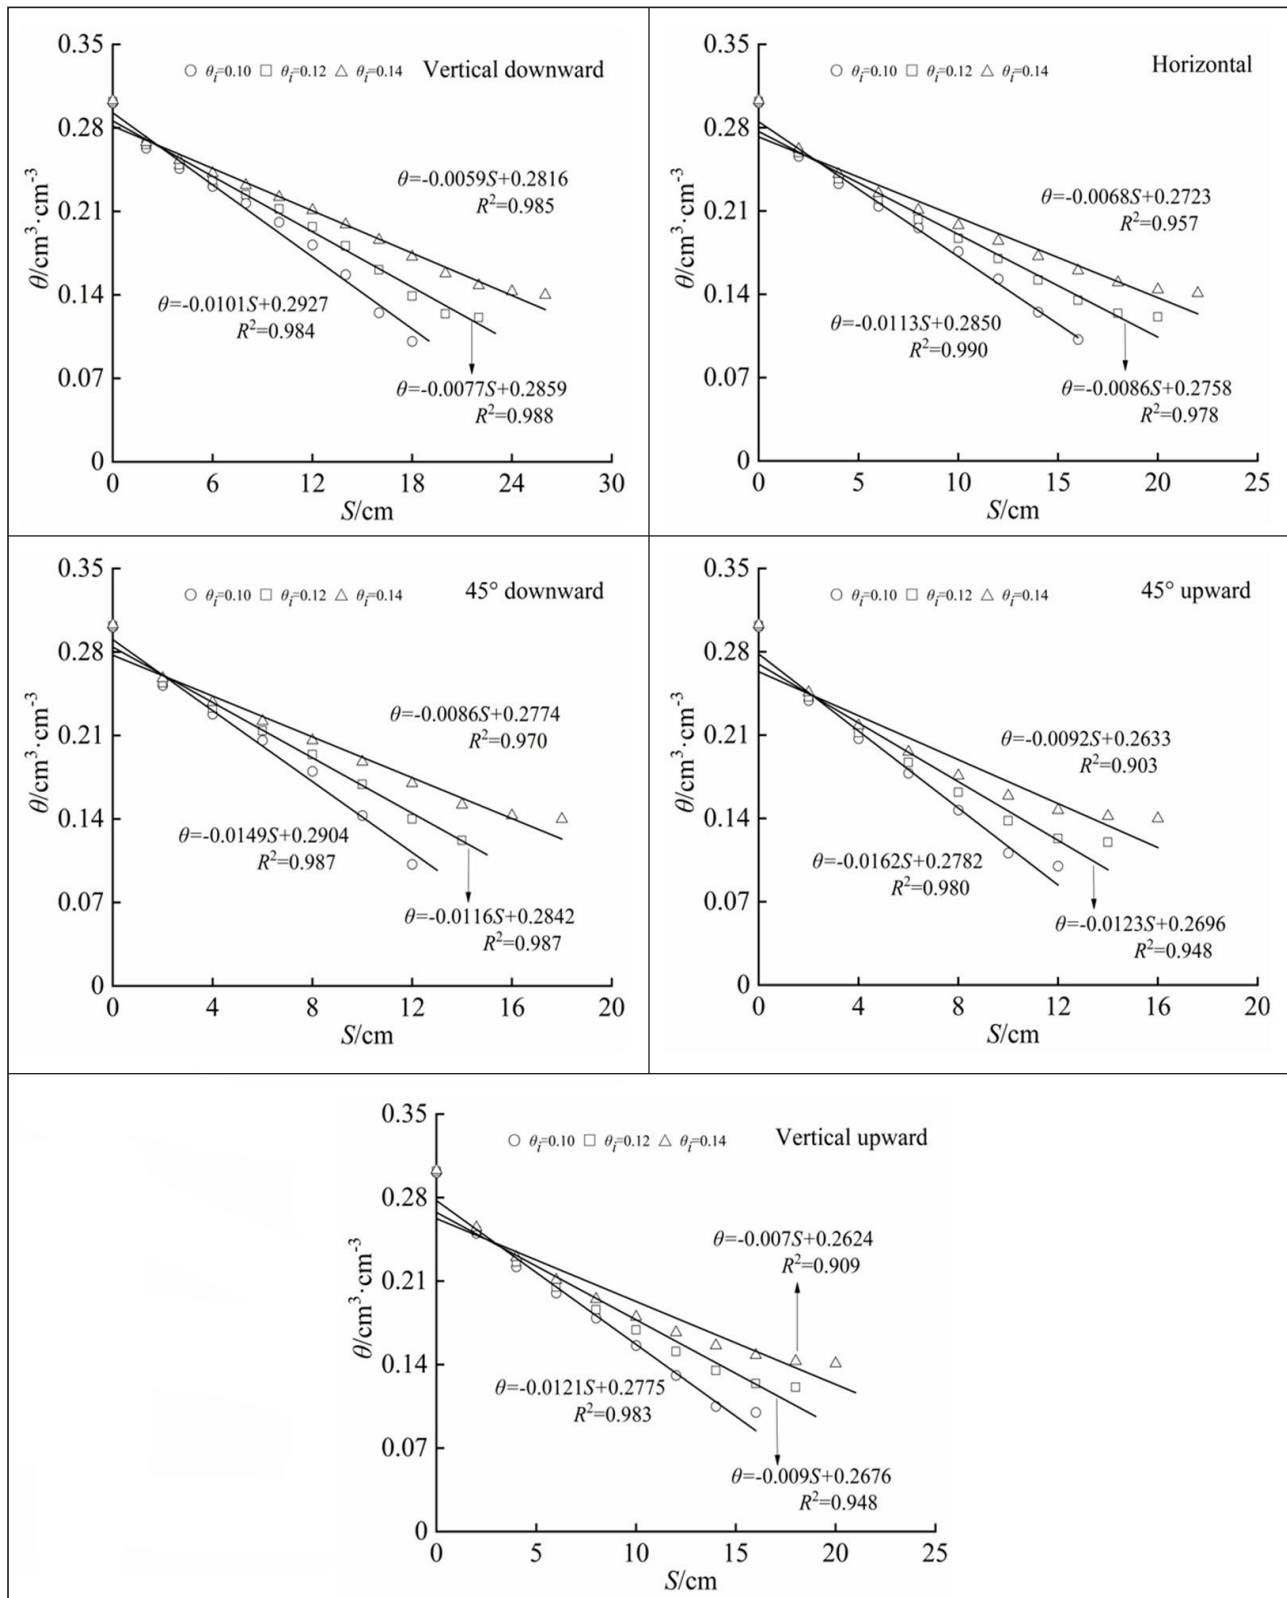 0.35
○ θi=0.10 □ θi=0.12 △ θi=0.14 Vertical downward
0.28
θ=-0.0059S+0.2816
R²=0.985
0.21
θ/cm³·cm⁻³
0.14
θ=-0.0101S+0.2927
R²=0.984
0.07
θ=-0.0077S+0.2859
R²=0.988
0
0 6 12 18 24 30
S/cm
0.35
○ θi=0.10 □ θi=0.12 △ θi=0.14 Horizontal
0.28
θ=-0.0068S+0.2723
R²=0.957
0.21
θ/cm³·cm⁻³
0.14
θ=-0.0113S+0.2850
R²=0.990
0.07
θ=-0.0086S+0.2758
R²=0.978
0
0 5 10 15 20 25
S/cm
0.35
○ θi=0.10 □ θi=0.12 △ θi=0.14 45° downward
0.28
θ=-0.0086S+0.2774
R²=0.970
0.21
θ/cm³·cm⁻³
0.14
θ=-0.0149S+0.2904
R²=0.987
0.07
θ=-0.0116S+0.2842
R²=0.987
0
0 4 8 12 16 20
S/cm
0.35
○ θi=0.10 □ θi=0.12 △ θi=0.14 45° upward
0.28
θ=-0.0092S+0.2633
R²=0.903
0.21
θ/cm³·cm⁻³
0.14
θ=-0.0162S+0.2782
R²=0.980
0.07
θ=-0.0123S+0.2696
R²=0.948
0
0 4 8 12 16 20
S/cm
0.35
○ θi=0.10 □ θi=0.12 △ θi=0.14 Vertical upward
0.28
θ=-0.007S+0.2624
R²=0.909
0.21
θ/cm³·cm⁻³
0.14
θ=-0.0121S+0.2775
R²=0.983
0.07
θ=-0.009S+0.2676
R²=0.948
0
0 5 10 15 20 25
S/cm